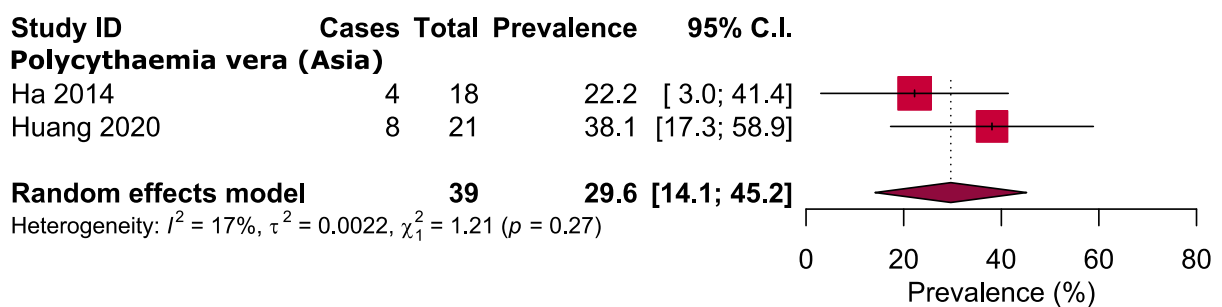 Study ID Cases Total Prevalence 95% C.I.
Polycythaemia vera (Asia)
Ha 2014 4 18 22.2 [ 3.0; 41.4]
Huang 2020 8 21 38.1 [17.3; 58.9]
Random effects model 39 29.6 [14.1; 45.2]
Heterogeneity: I² = 17%, τ² = 0.0022, χ²₁ = 1.21 (p = 0.27)
0 20 40 60 80
Prevalence (%)